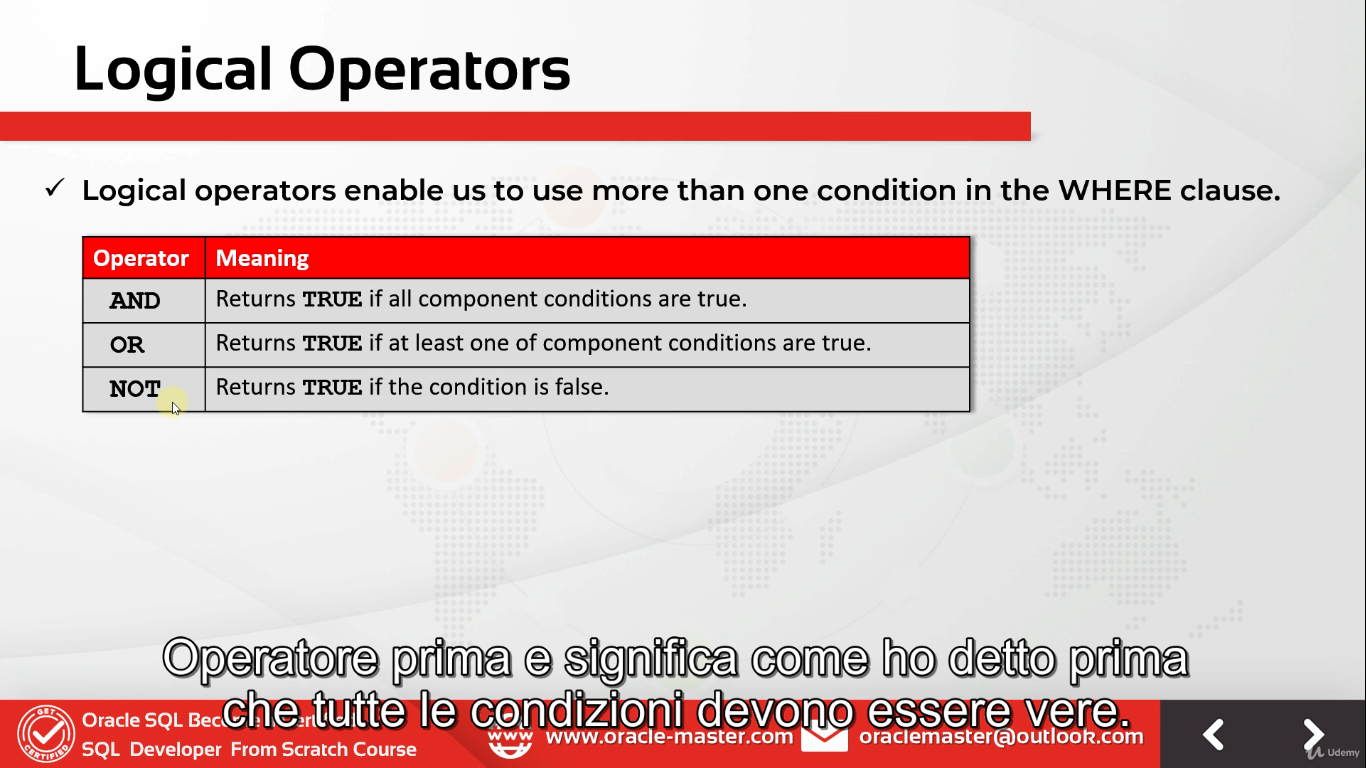 Logical Operators
✓ Logical operators enable us to use more than one condition in the WHERE clause.
Operator Meaning
AND Returns TRUE if all component conditions are true.
OR Returns TRUE if at least one of component conditions are true.
NOT Returns TRUE if the condition is false.
Operatore prima e significa come ho detto prima
che tutte le condizioni devono essere vere.
GET CERTIFIED
Oracle SQL
SQL Developer From Scratch Course
WWW
www.oracle-master.com
oraclemaster@outlook.com
Udemy